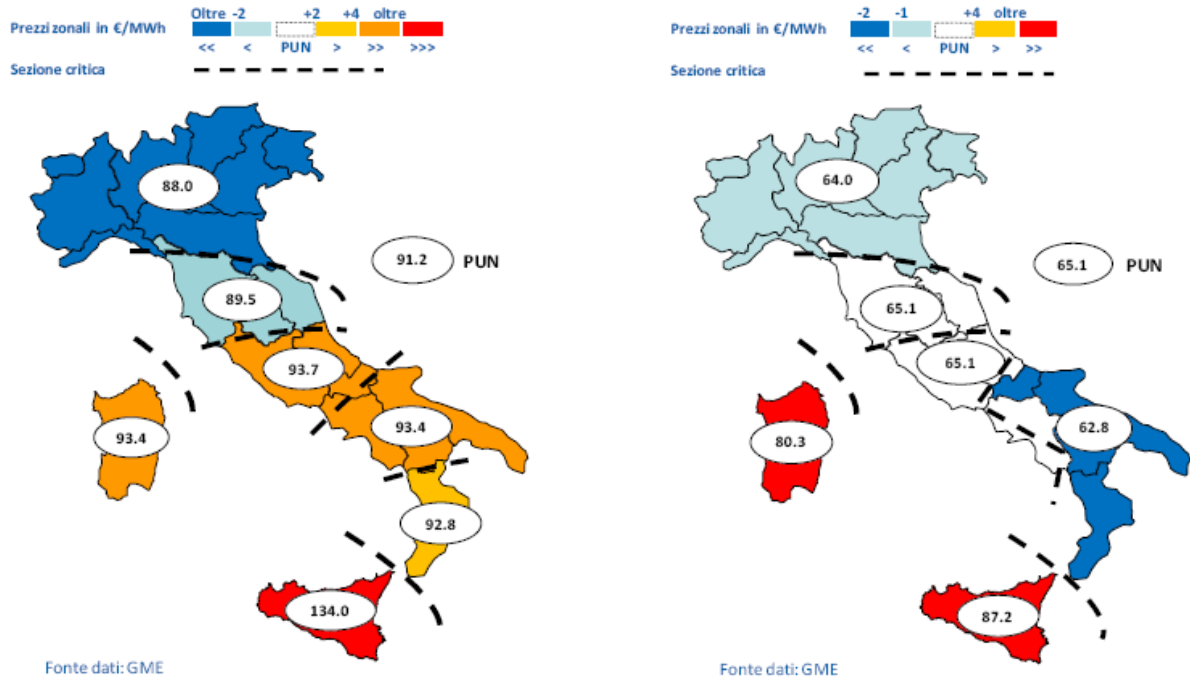 Oltre -2 +2 +4 oltre
Prezzi zonali in €/MWh
<< < PUN > >> >>>
Sezione critica
88.0
91.2 PUN
89.5
93.7
93.4
93.4
92.8
134.0
Fonte dati: GME
-2 -1 +4 oltre
Prezzi zonali in €/MWh
<< < PUN > >>
Sezione critica
64.0
65.1 PUN
65.1
65.1
80.3
62.8
87.2
Fonte dati: GME